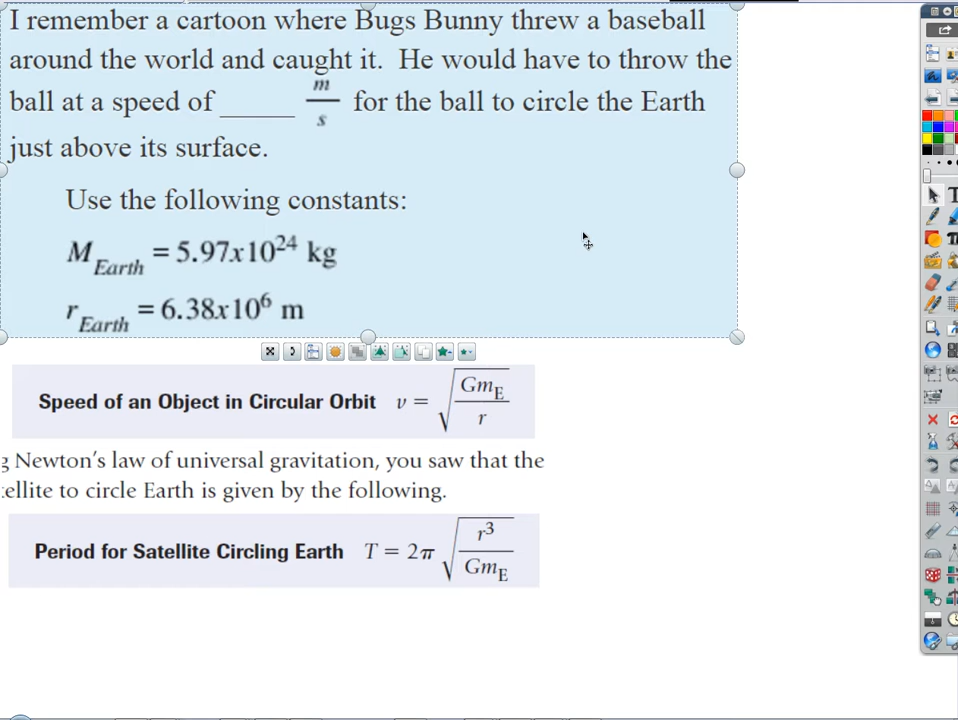 I remember a cartoon where Bugs Bunny threw a baseball
around the world and caught it. He would have to throw the
ball at a speed of _____ m/s for the ball to circle the Earth
just above its surface.
Use the following constants:
M_Earth = 5.97x10^24 kg
r_Earth = 6.38x10^6 m
Speed of an Object in Circular Orbit v = √(Gm_E/r)
g Newton's law of universal gravitation, you saw that the
ellite to circle Earth is given by the following.
Period for Satellite Circling Earth T = 2π √(r³/Gm_E)